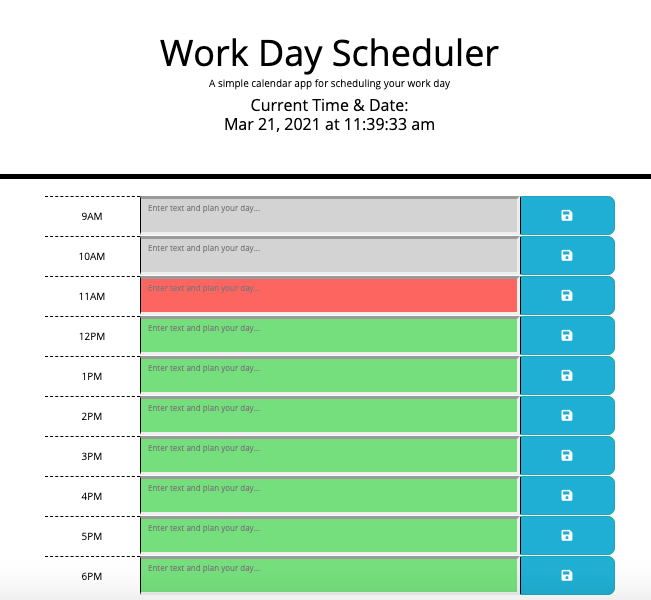 Work Day Scheduler
A simple calendar app for scheduling your work day
Current Time & Date:
Mar 21, 2021 at 11:39:33 am
9AM Enter text and plan your day...
10AM Enter text and plan your day...
11AM Enter text and plan your day...
12PM Enter text and plan your day...
1PM Enter text and plan your day...
2PM Enter text and plan your day...
3PM Enter text and plan your day...
4PM Enter text and plan your day...
5PM Enter text and plan your day...
6PM Enter text and plan your day...